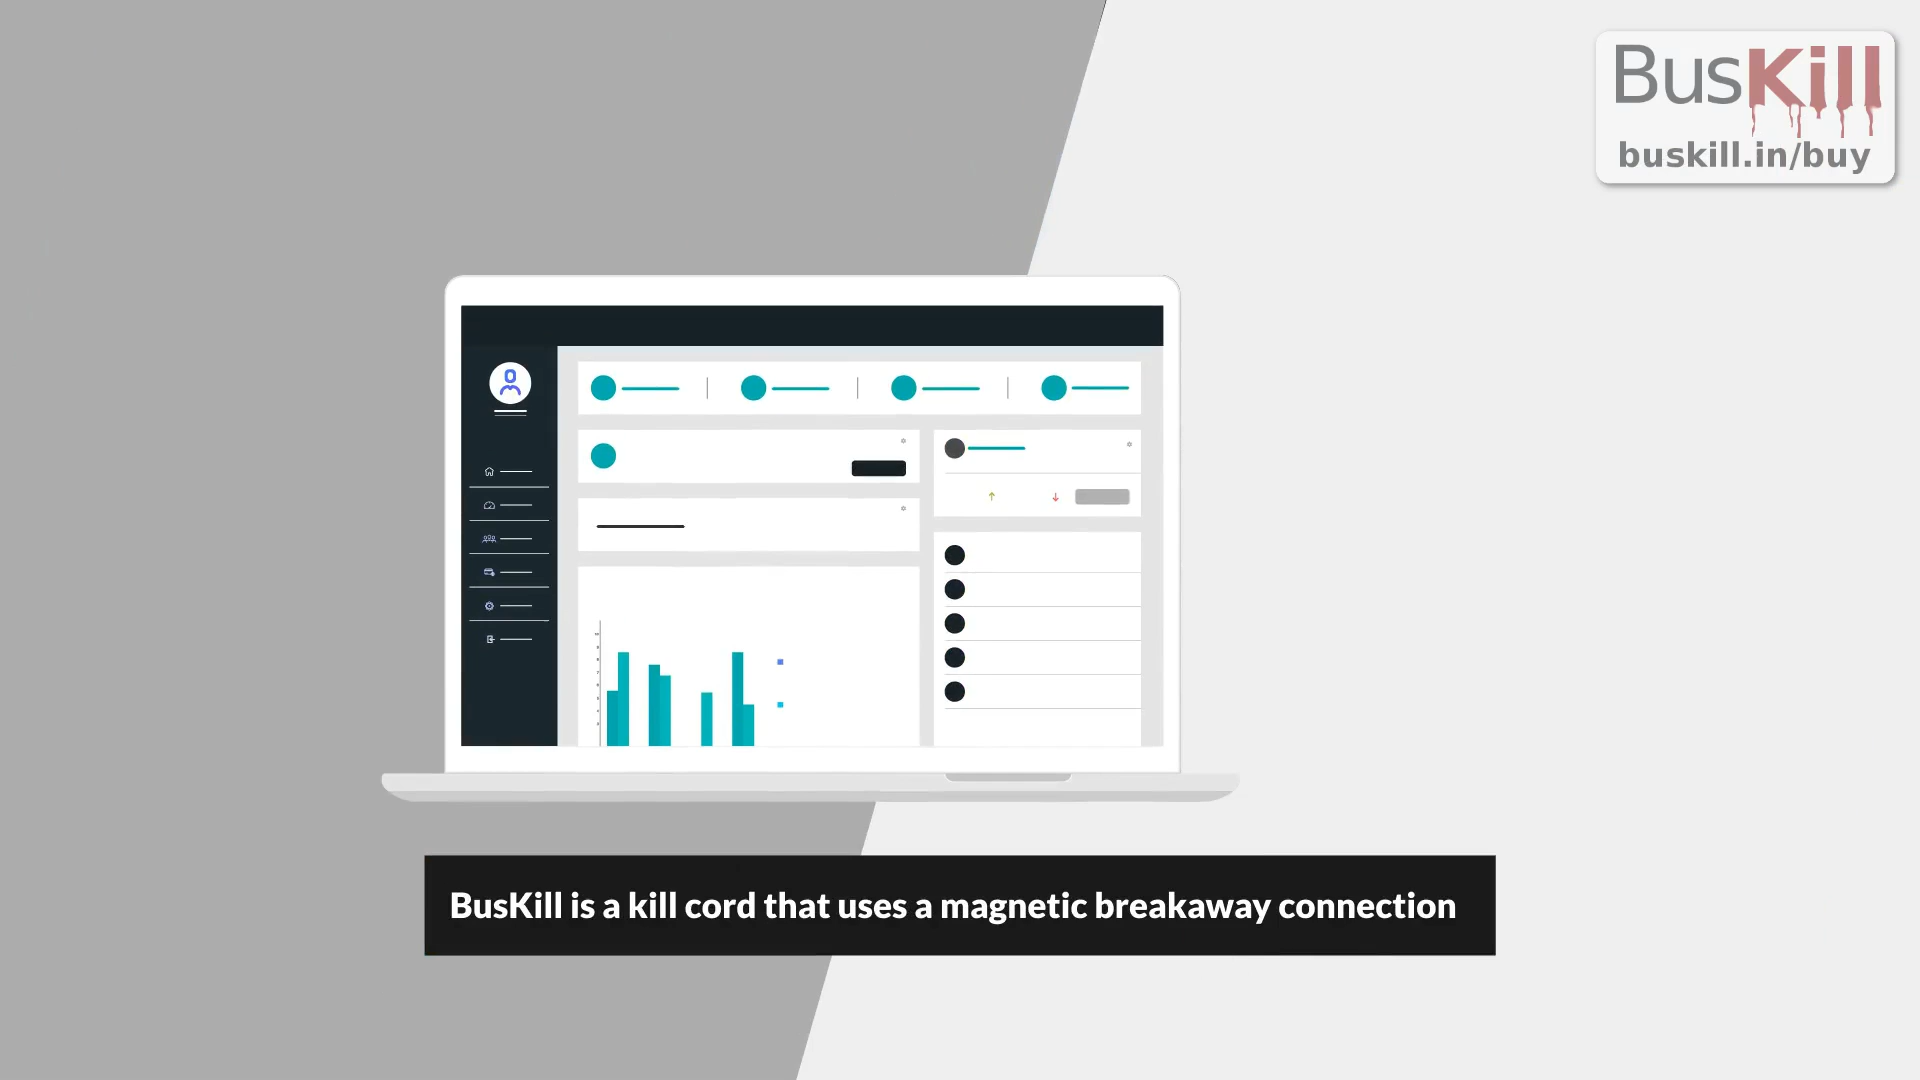 BusKill
buskill.in/buy
BusKill is a kill cord that uses a magnetic breakaway connection